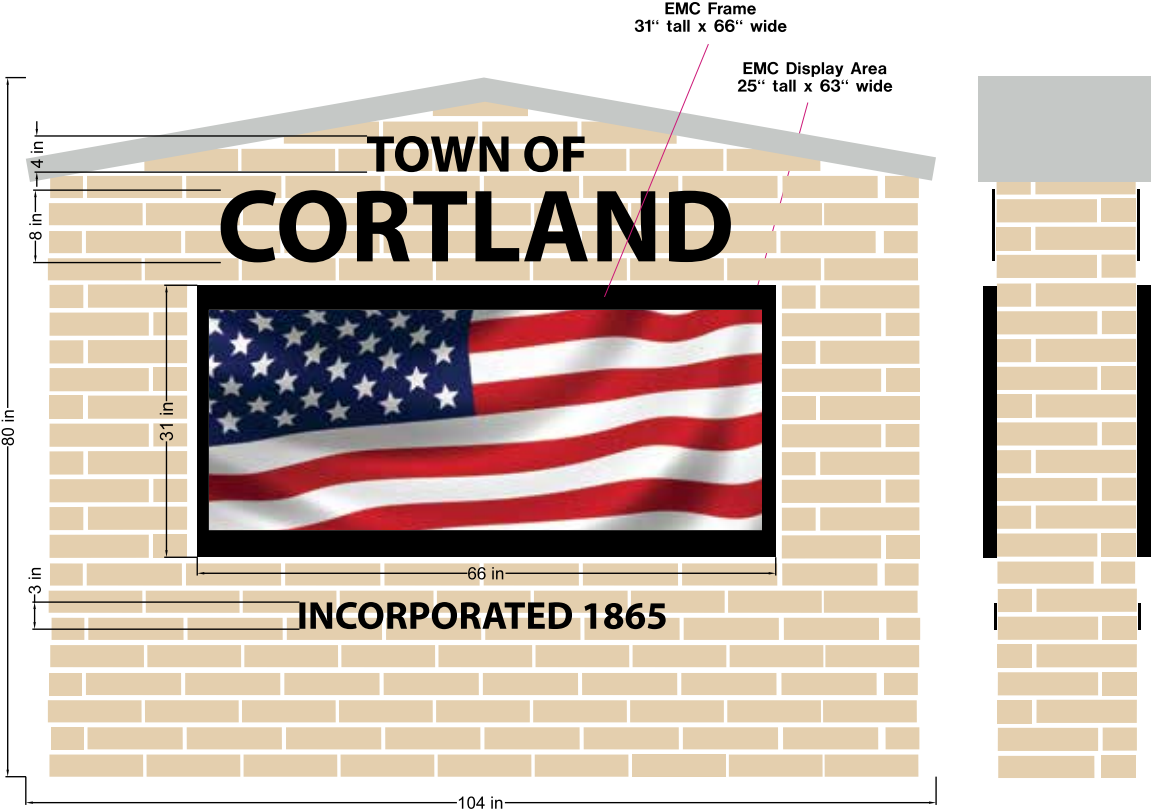 EMC Frame
31“ tall x 66“ wide
EMC Display Area
25“ tall x 63“ wide
4 in
TOWN OF
8 in
CORTLAND
31 in
80 in
66 in
3 in
INCORPORATED 1865
104 in